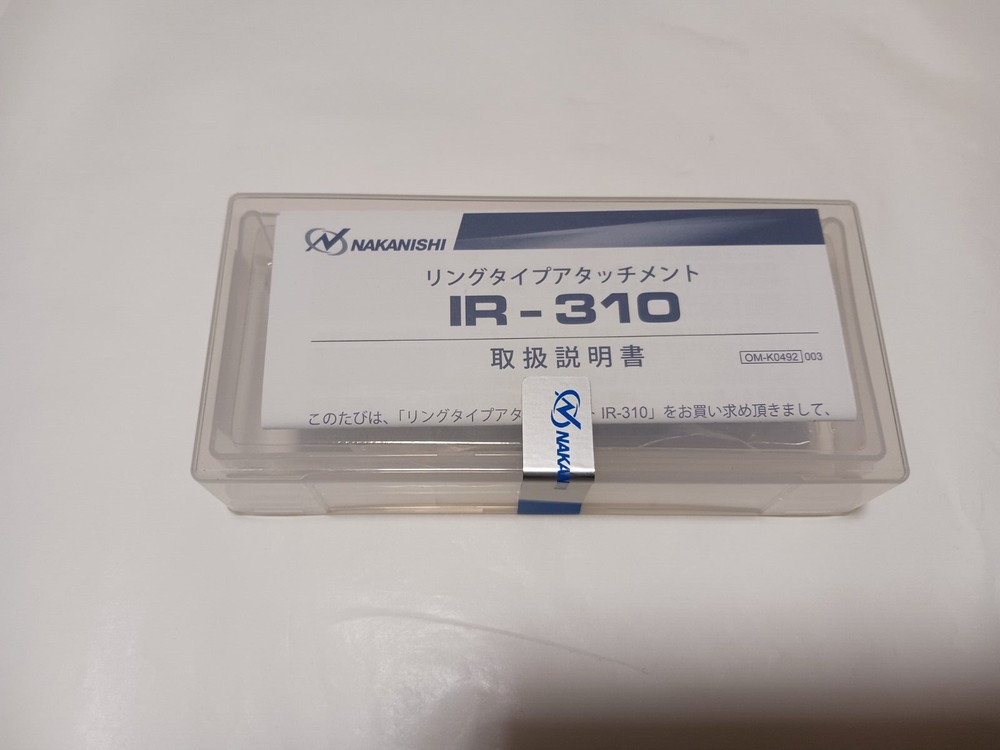 NAKANISHI
リングタイプアタッチメント
IR-310
取扱説明書
OM-K0492 003
このたびは、「リングタイプアタ ト IR-310」をお買い求め頂きまして、
NAKAN